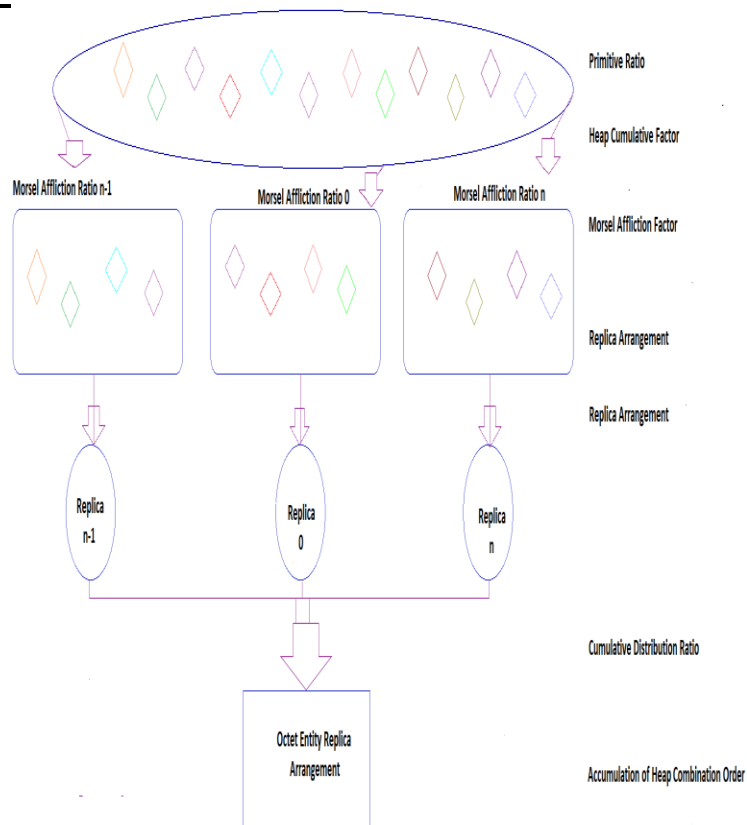 Primitive Ratio
Heap Cumulative Factor
Morsel Affliction Ratio n-1
Morsel Affliction Ratio 0
Morsel Affliction Ratio n
Morsel Affliction Factor
Replica Arrangement
Replica Arrangement
Replica
n-1
Replica
0
Replica
n
Cumulative Distribution Ratio
Octet Entity Replica
Arrangement
Accumulation of Heap Combination Order